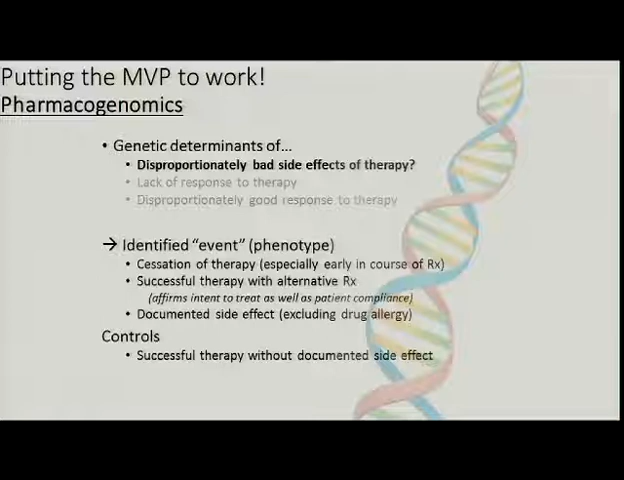 Putting the MVP to work!
Pharmacogenomics
• Genetic determinants of...
• Disproportionately bad side effects of therapy?
• Lack of response to therapy
• Disproportionately good response to therapy
→ Identified “event” (phenotype)
• Cessation of therapy (especially early in course of Rx)
• Successful therapy with alternative Rx
(affirms intent to treat as well as patient compliance)
• Documented side effect (excluding drug allergy)
Controls
• Successful therapy without documented side effect